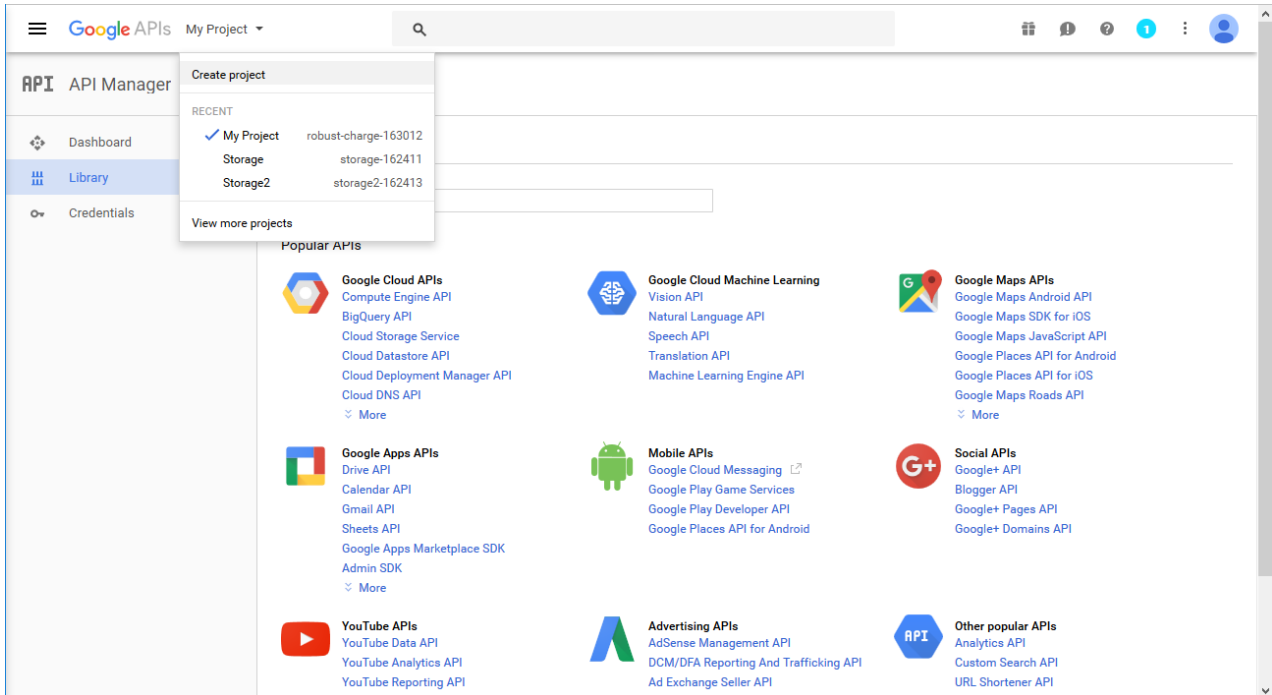 Google APIs My Project
1
API API Manager
Create project
RECENT
My Project robust-charge-163012
Storage storage-162411
Storage2 storage2-162413
View more projects
Dashboard
Library
Credentials
Popular APIs
Google Cloud APIs
Compute Engine API
BigQuery API
Cloud Storage Service
Cloud Datastore API
Cloud Deployment Manager API
Cloud DNS API
More
Google Cloud Machine Learning
Vision API
Natural Language API
Speech API
Translation API
Machine Learning Engine API
G
Google Maps APIs
Google Maps Android API
Google Maps SDK for iOS
Google Maps JavaScript API
Google Places API for Android
Google Places API for iOS
Google Maps Roads API
More
Google Apps APIs
Drive API
Calendar API
Gmail API
Sheets API
Google Apps Marketplace SDK
Admin SDK
More
Mobile APIs
Google Cloud Messaging
Google Play Game Services
Google Play Developer API
Google Places API for Android
G+
Social APIs
Google+ API
Blogger API
Google+ Pages API
Google+ Domains API
YouTube APIs
YouTube Data API
YouTube Analytics API
YouTube Reporting API
Advertising APIs
AdSense Management API
DCM/DFA Reporting And Trafficking API
Ad Exchange Seller API
API
Other popular APIs
Analytics API
Custom Search API
URL Shortener API